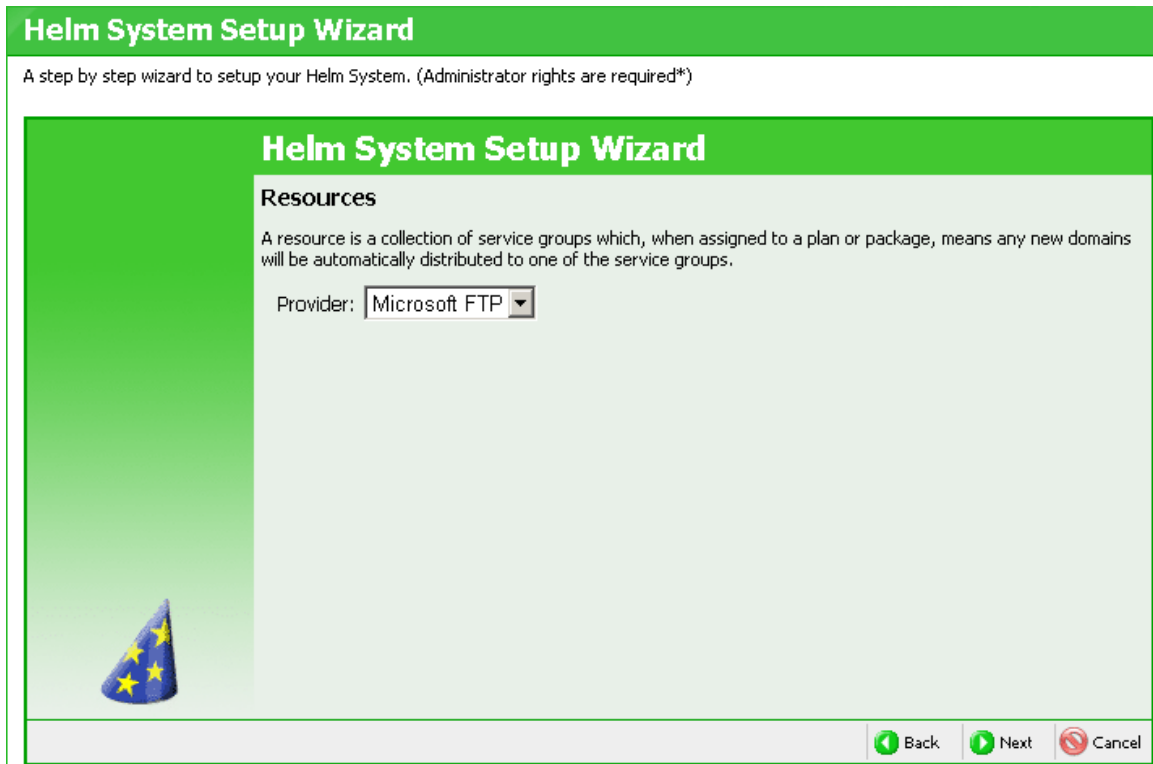 Helm System Setup Wizard
A step by step wizard to setup your Helm System. (Administrator rights are required*)
Helm System Setup Wizard
Resources
A resource is a collection of service groups which, when assigned to a plan or package, means any new domains
will be automatically distributed to one of the service groups.
Provider: Microsoft FTP
Back Next Cancel